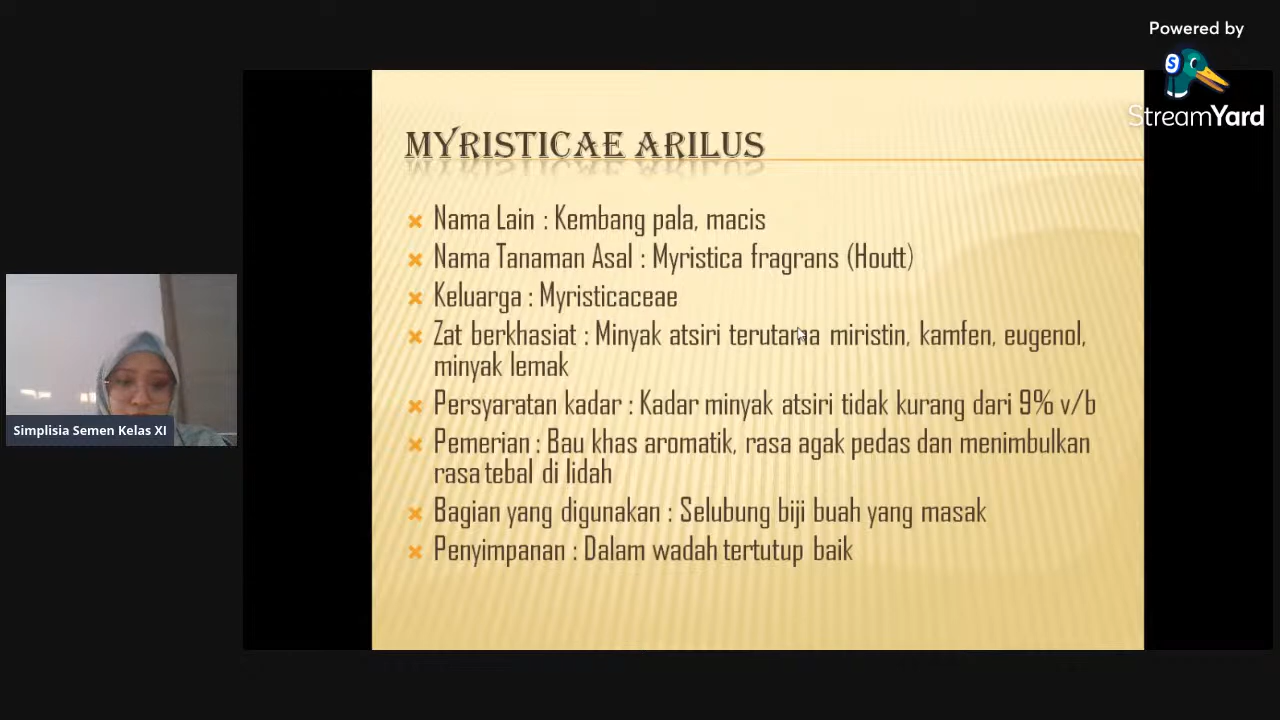 Powered by
StreamYard
MYRISTICAE ARILUS
Nama Lain : Kembang pala, macis
Nama Tanaman Asal : Myristica fragrans (Houtt)
Keluarga : Myristicaceae
Zat berkhasiat : Minyak atsiri terutama miristin, kamfen, eugenol,
minyak lemak
Persyaratan kadar : Kadar minyak atsiri tidak kurang dari 9% v/b
Pemerian : Bau khas aromatik, rasa agak pedas dan menimbulkan
rasa tebal di lidah
Bagian yang digunakan : Selubung biji buah yang masak
Penyimpanan : Dalam wadah tertutup baik
Simplisia Semen Kelas XI